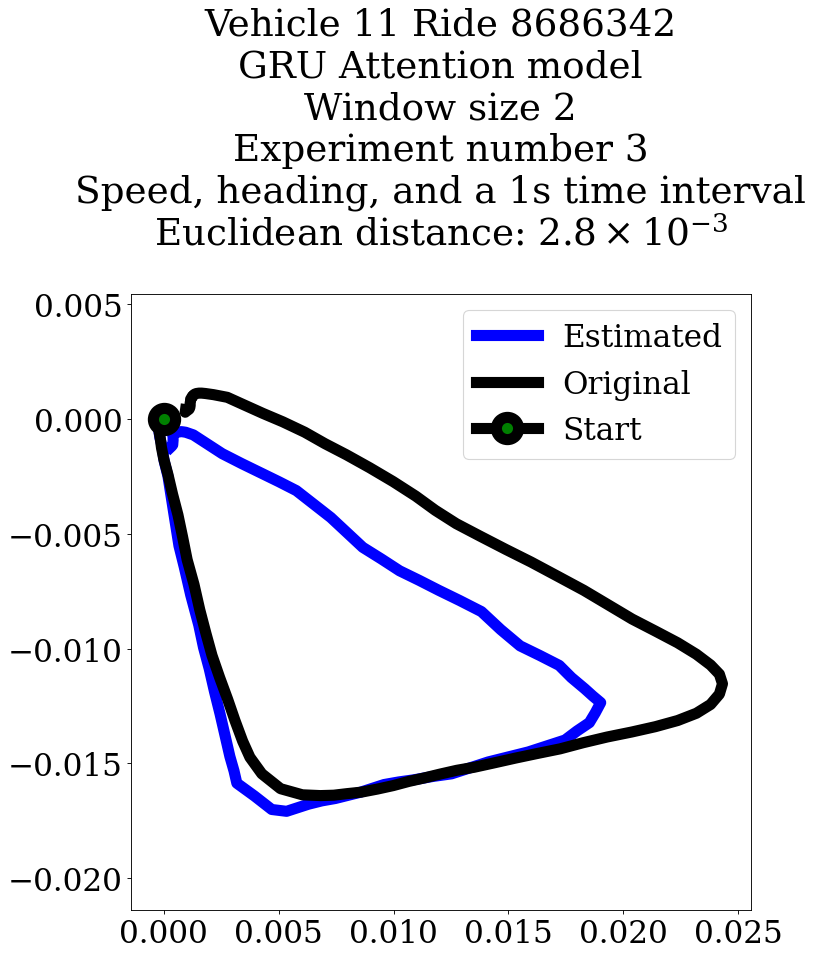 Vehicle 11 Ride 8686342
GRU Attention model
Window size 2
Experiment number 3
Speed, heading, and a 1s time interval
Euclidean distance: 2.8 × 10⁻³
Estimated
Original
Start
0.005
0.000
−0.005
−0.010
−0.015
−0.020
0.000 0.005 0.010 0.015 0.020 0.025